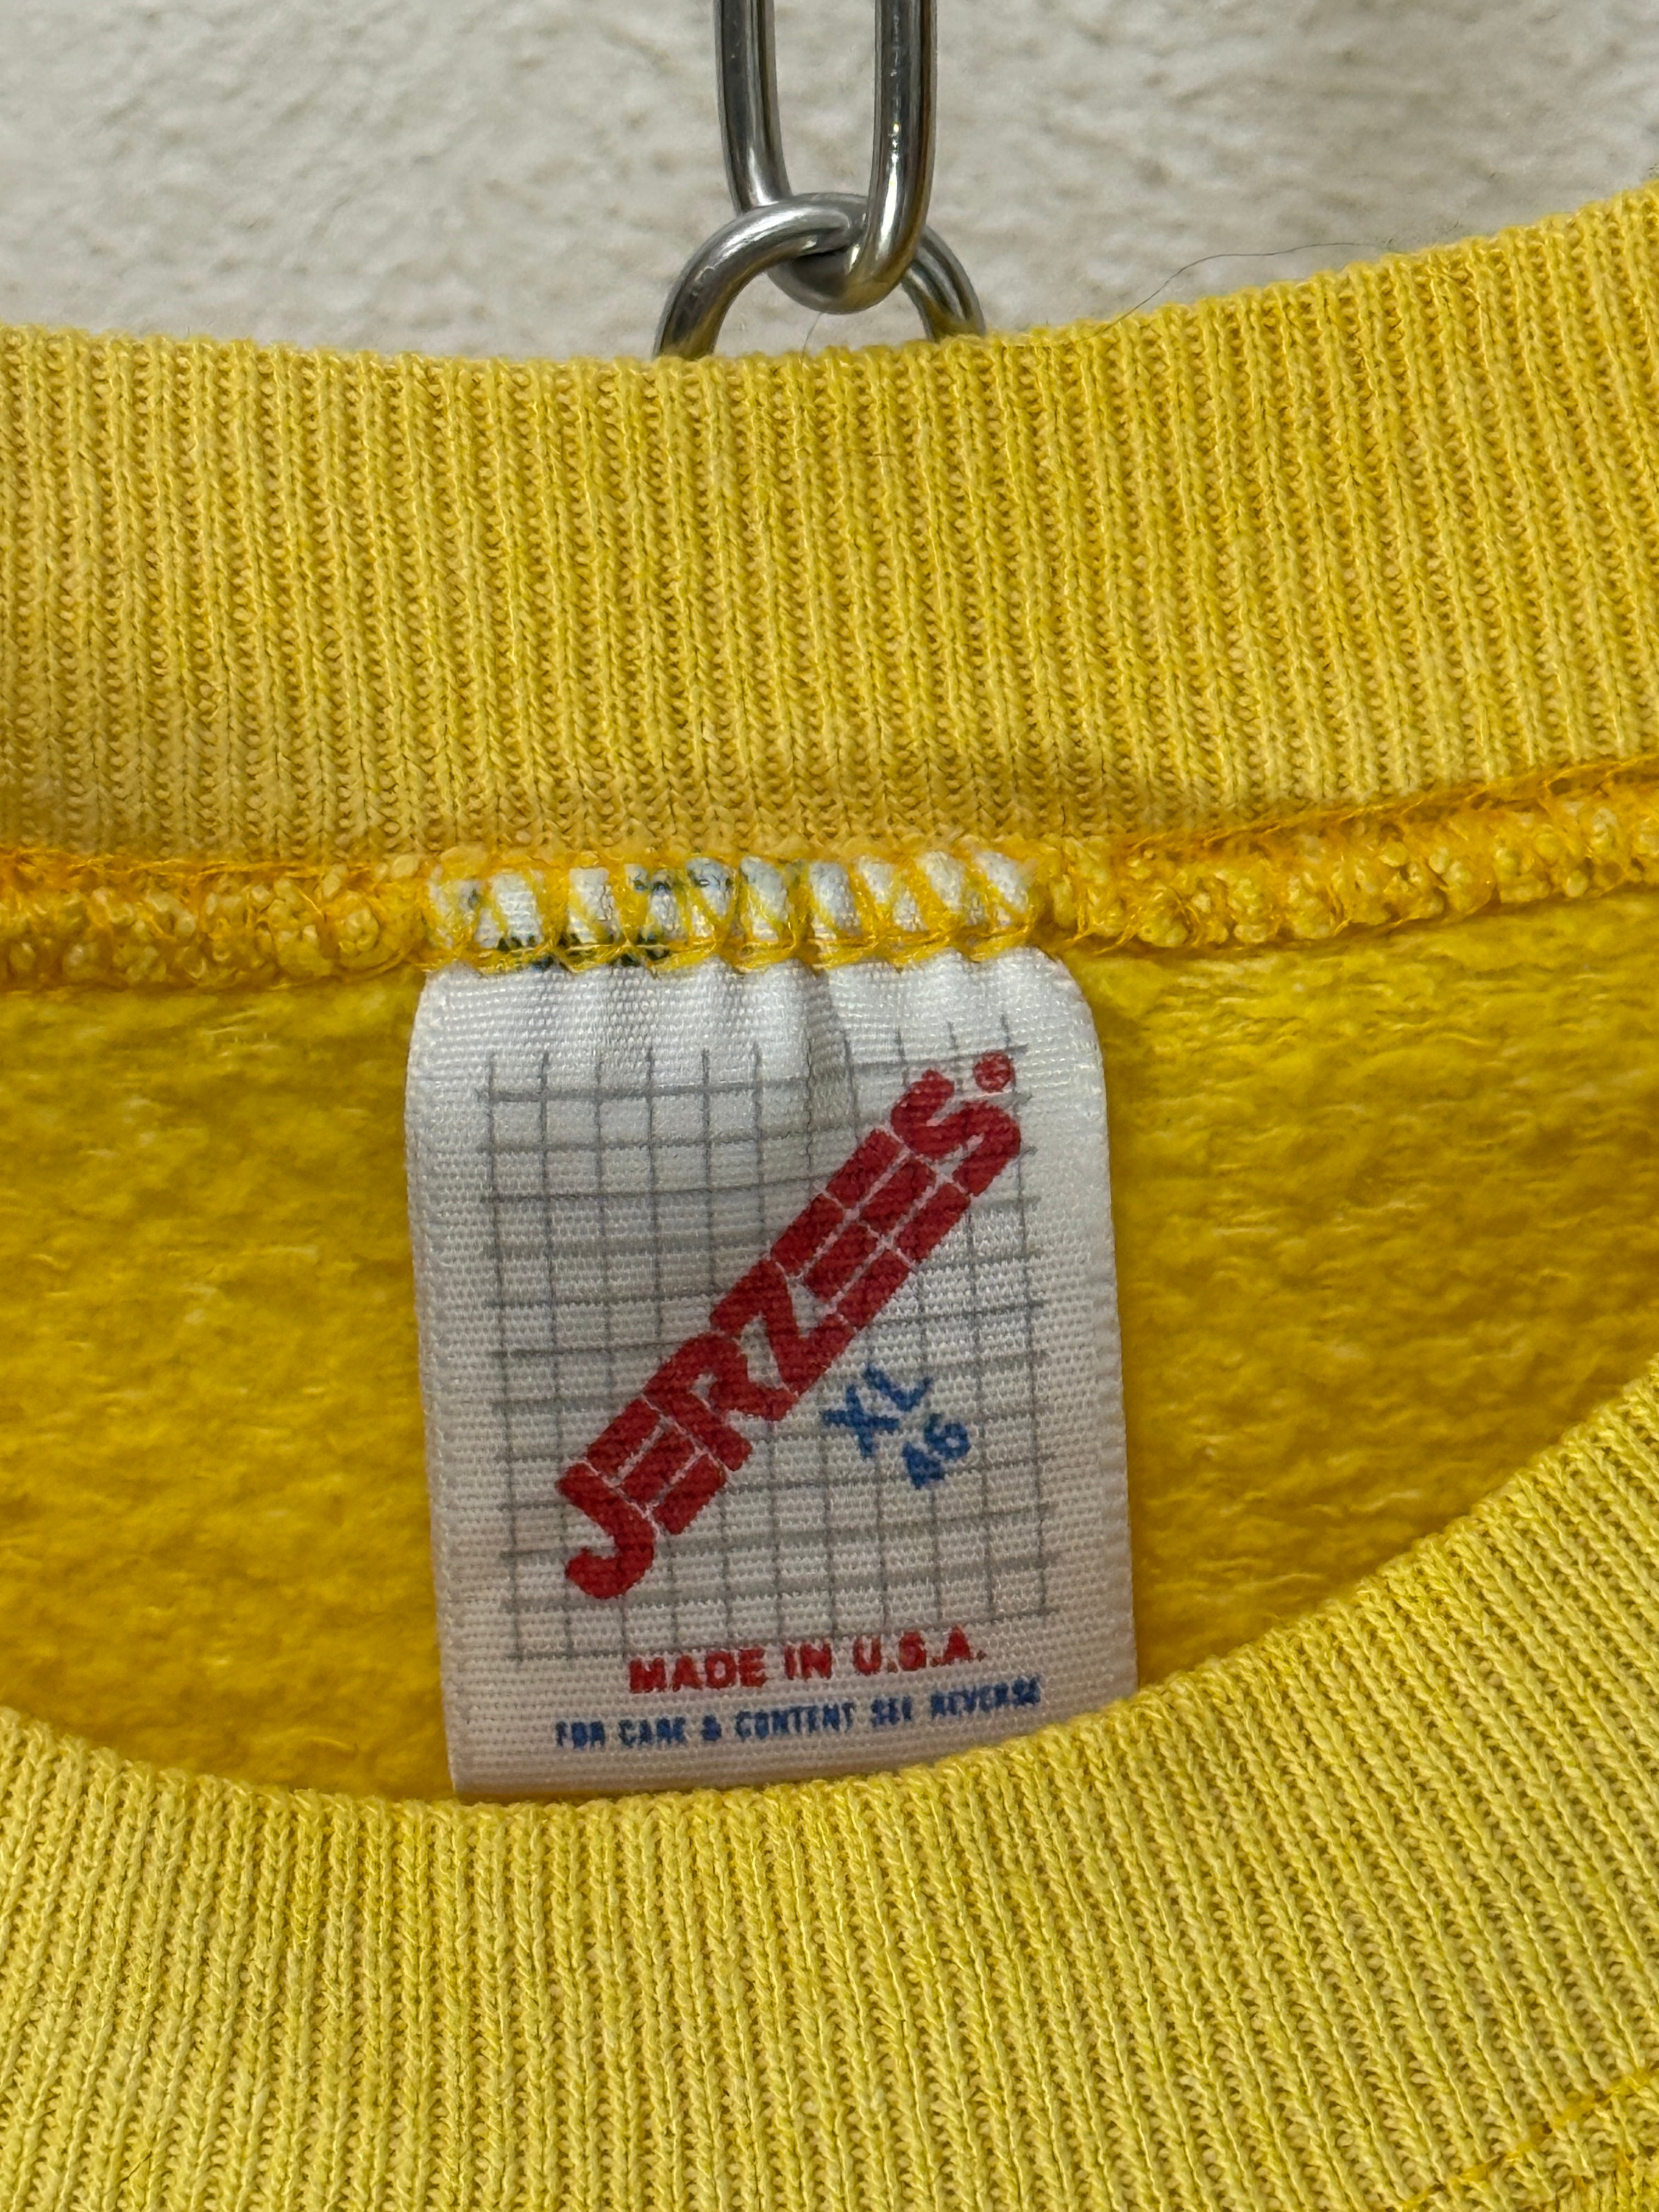 JERZEES®
XL
46
MADE IN U.S.A.
FOR CARE & CONTENT SEE REVERSE